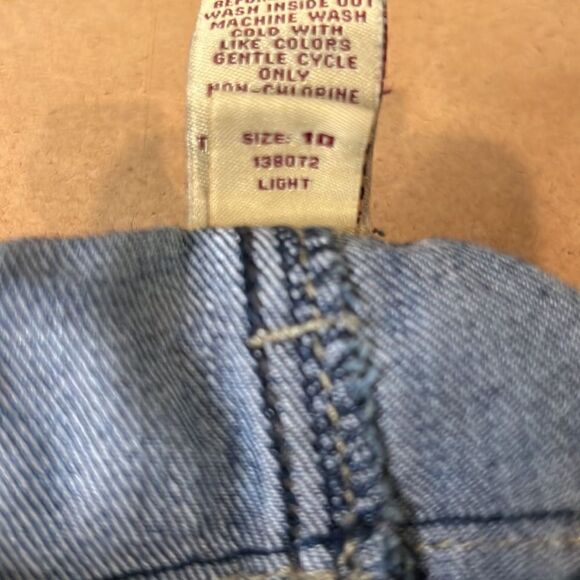 WASH INSIDE OUT
MACHINE WASH
COLD WITH
LIKE COLORS
GENTLE CYCLE
ONLY
NON-CHLORINE
T
SIZE: 10
138072
LIGHT